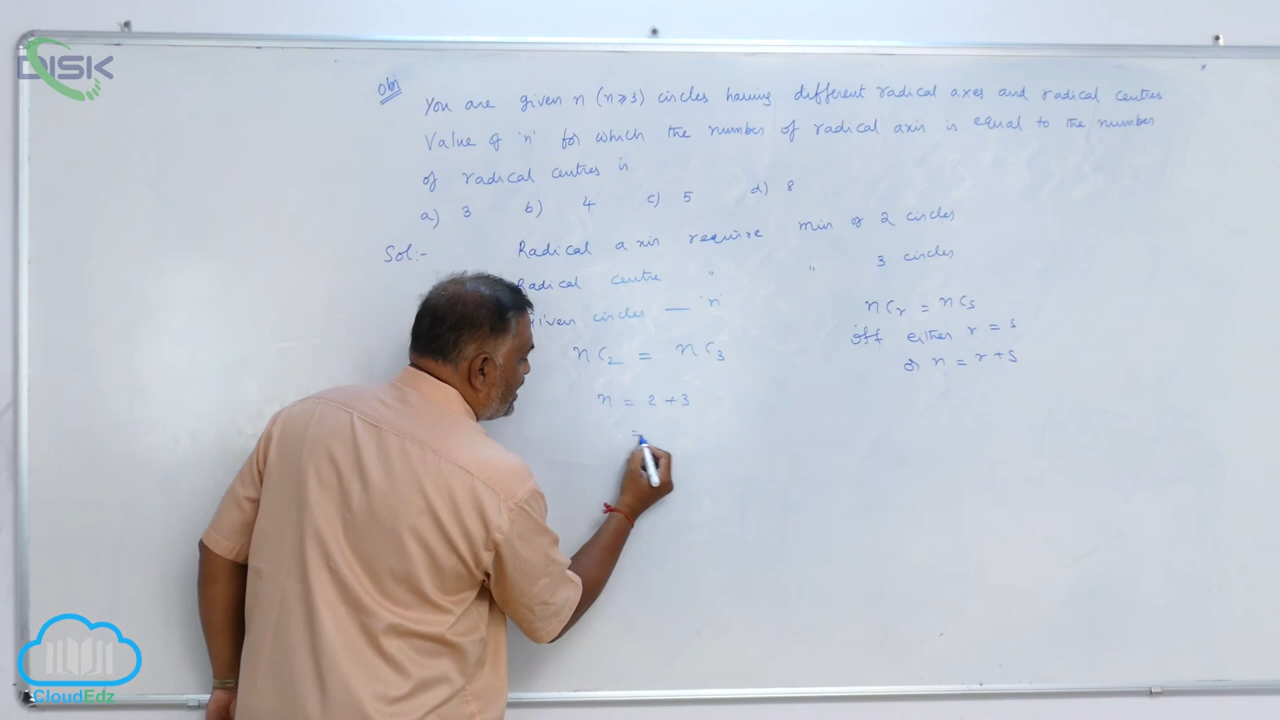 DISK
Obj
You are given n (n ≥ 3) circles having different radical axes and radical centres
Value of 'n' for which the number of radical axis is equal to the number
of radical centres is
a) 3 b) 4 c) 5 d) 8
Sol:- Radical axis require min of 2 circles
Radical centre " " 3 circles
given circles — 'n'
nCr = nCs
iff either r = s
or n = r + s
nC2 = nC3
n = 2 + 3
=
CloudEdz